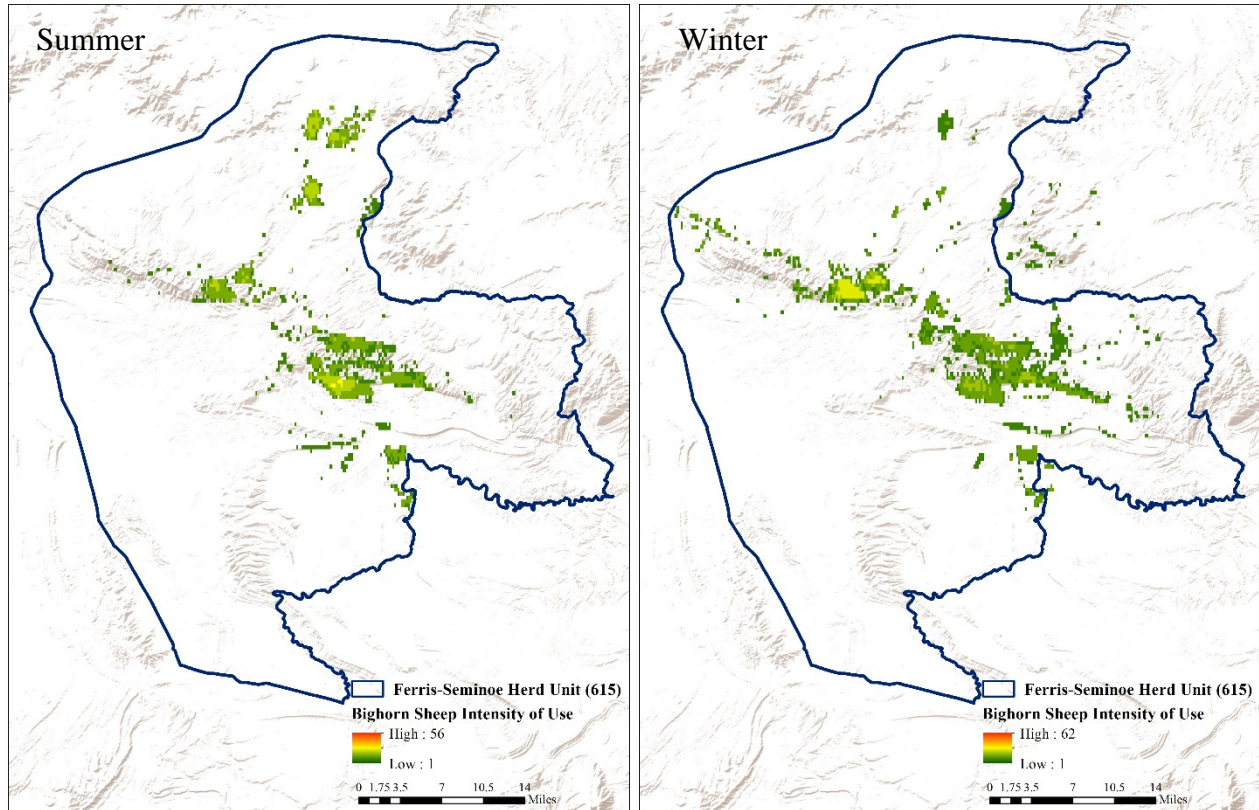 Summer
Ferris-Seminoe Herd Unit (615)
Bighorn Sheep Intensity of Use
High : 56
Low : 1
0 1.75 3.5 7 10.5 14
Miles
Winter
Ferris-Seminoe Herd Unit (615)
Bighorn Sheep Intensity of Use
High : 62
Low : 1
0 1.75 3.5 7 10.5 14
Miles